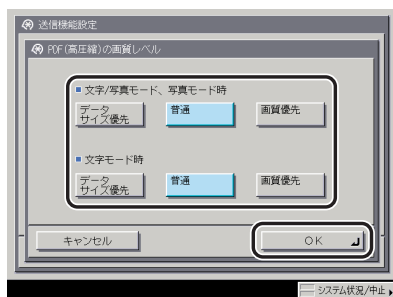 送信機能設定
PDF(高圧縮)の画質レベル
■ 文字/写真モード、写真モード時
データ
サイズ優先
普通
画質優先
■ 文字モード時
データ
サイズ優先
普通
画質優先
キャンセル
OK
システム状況/中止